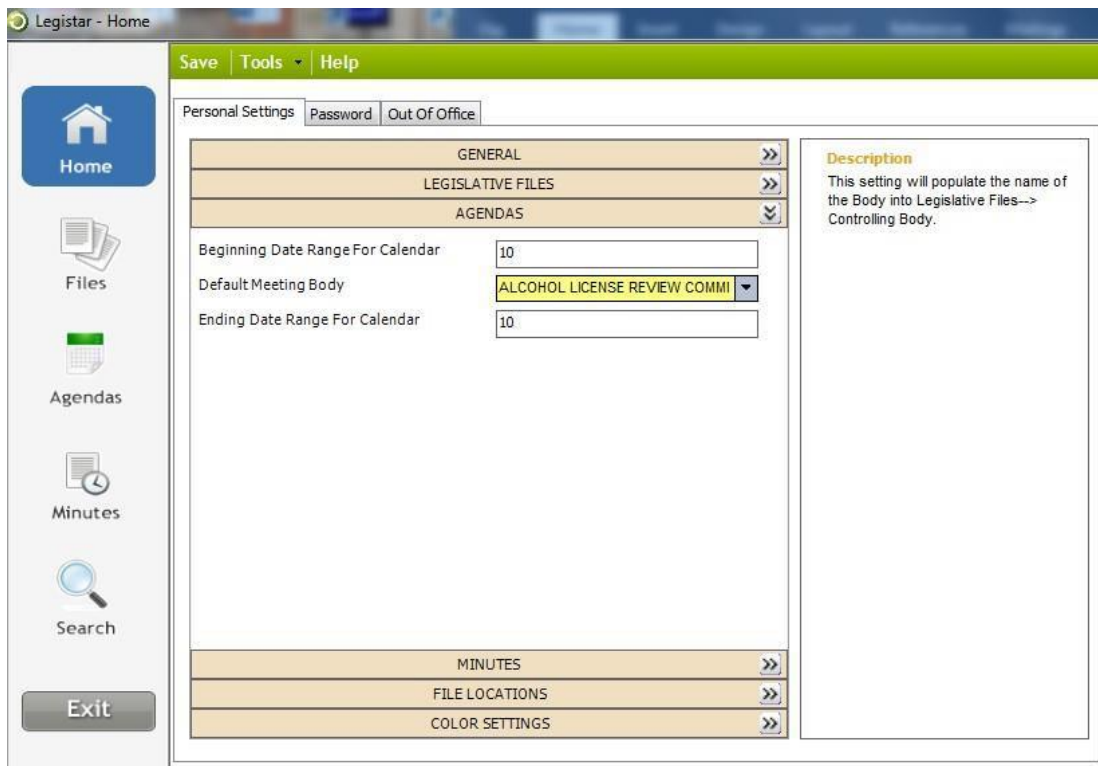 Legistar - Home
Save Tools Help
Home
Files
Agendas
Minutes
Search
Exit
Personal Settings Password Out Of Office
GENERAL
LEGISLATIVE FILES
AGENDAS
Beginning Date Range For Calendar 10
Default Meeting Body ALCOHOL LICENSE REVIEW COMMI
Ending Date Range For Calendar 10
MINUTES
FILE LOCATIONS
COLOR SETTINGS
Description
This setting will populate the name of
the Body into Legislative Files-->
Controlling Body.